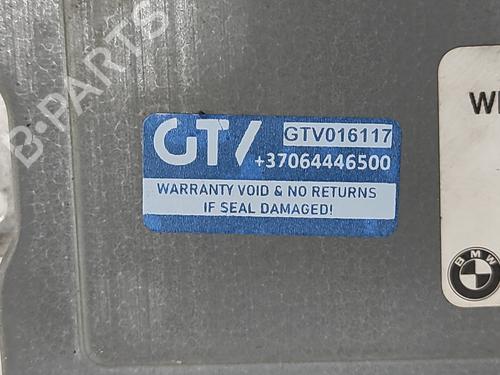 B-PARTS
GTV
GTV016117
+37064446500
WARRANTY VOID & NO RETURNS
IF SEAL DAMAGED!
BMW